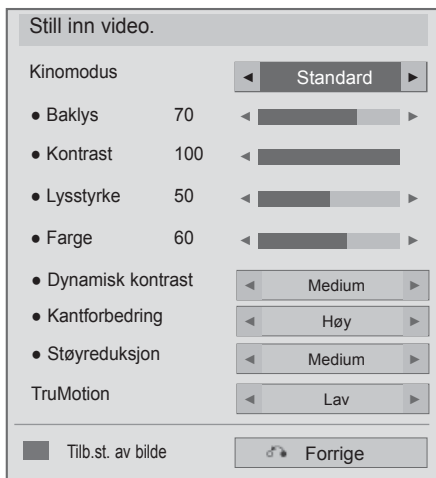 Still inn video.
Kinomodus ◄ Standard ►
● Baklys 70 ◄ ►
● Kontrast 100 ◄
● Lysstyrke 50 ◄ ►
● Farge 60 ◄ ►
● Dynamisk kontrast ◄ Medium ►
● Kantforbedring ◄ Høy ►
● Støyreduksjon ◄ Medium ►
TruMotion ◄ Lav ►
Tilb.st. av bilde Forrige